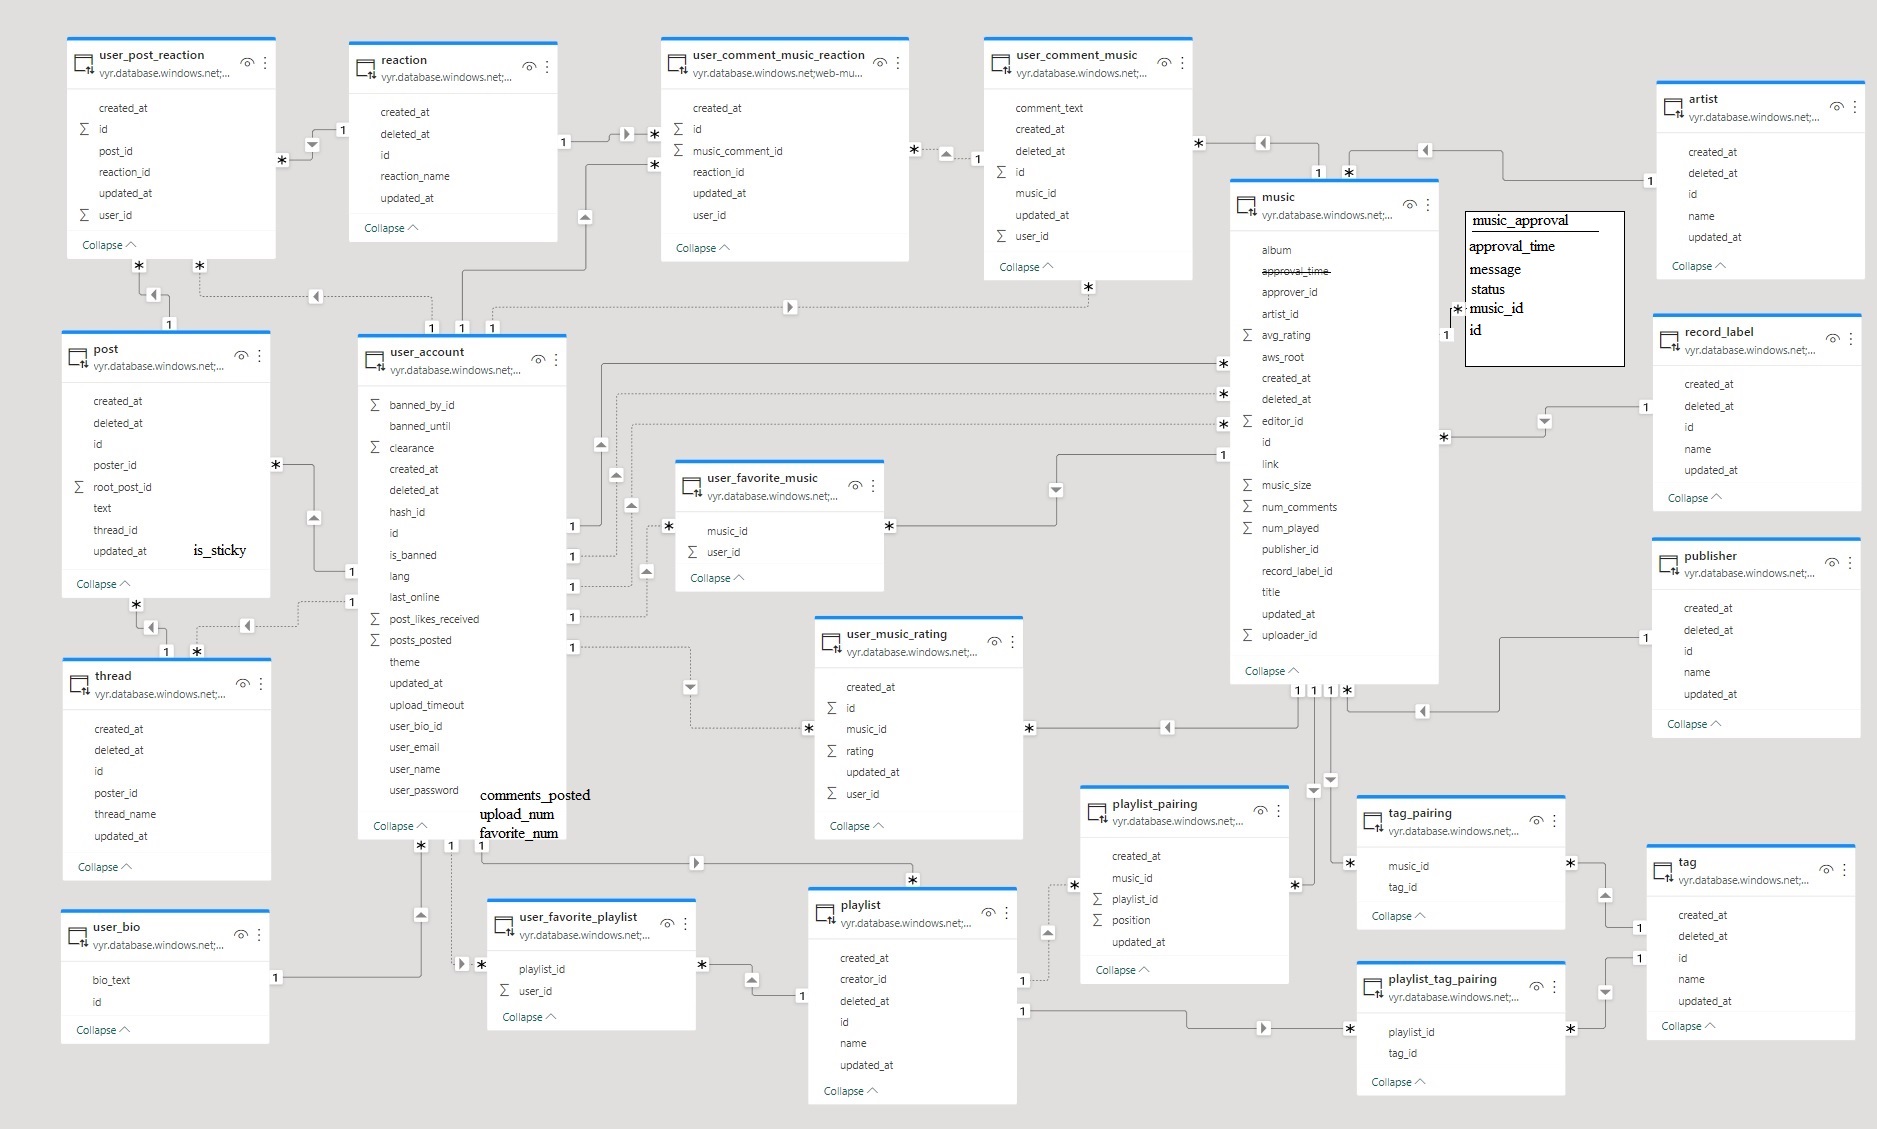 user_post_reaction
vyr.database.windows.net;...
created_at
id
post_id
reaction_id
updated_at
user_id
Collapse
reaction
vyr.database.windows.net;...
created_at
deleted_at
id
reaction_name
updated_at
Collapse
user_comment_music_reaction
vyr.database.windows.net;web-mu...
created_at
id
music_comment_id
reaction_id
updated_at
user_id
Collapse
user_comment_music
vyr.database.windows.net;...
comment_text
created_at
deleted_at
id
music_id
updated_at
user_id
Collapse
artist
vyr.database.windows.net;...
created_at
deleted_at
id
name
updated_at
Collapse
music
vyr.database.windows.net;...
album
approval_time
approver_id
artist_id
avg_rating
aws_root
created_at
deleted_at
editor_id
id
link
music_size
num_comments
num_played
publisher_id
record_label_id
title
updated_at
uploader_id
Collapse
music_approval
approval_time
message
status
music_id
id
record_label
vyr.database.windows.net;...
created_at
deleted_at
id
name
updated_at
Collapse
post
vyr.database.windows.net;...
created_at
deleted_at
id
poster_id
root_post_id
text
thread_id
updated_at is_sticky
Collapse
user_account
vyr.database.windows.net;...
banned_by_id
banned_until
clearance
created_at
deleted_at
hash_id
id
is_banned
lang
last_online
post_likes_received
posts_posted
theme
updated_at
upload_timeout
user_bio_id
user_email
user_name
user_password
comments_posted
upload_num
favorite_num
Collapse
user_favorite_music
vyr.database.windows.net;...
music_id
user_id
Collapse
publisher
vyr.database.windows.net;...
created_at
deleted_at
id
name
updated_at
Collapse
user_music_rating
vyr.database.windows.net;...
created_at
id
music_id
rating
updated_at
user_id
Collapse
thread
vyr.database.windows.net;...
created_at
deleted_at
id
poster_id
thread_name
updated_at
Collapse
playlist_pairing
vyr.database.windows.net;...
created_at
music_id
playlist_id
position
updated_at
Collapse
tag_pairing
vyr.database.windows.net;...
music_id
tag_id
Collapse
tag
vyr.database.windows.net;...
created_at
deleted_at
id
name
updated_at
Collapse
user_bio
vyr.database.windows.net;...
bio_text
id
Collapse
user_favorite_playlist
vyr.database.windows.net;...
playlist_id
user_id
Collapse
playlist
vyr.database.windows.net;...
created_at
creator_id
deleted_at
id
name
updated_at
Collapse
playlist_tag_pairing
vyr.database.windows.net;...
playlist_id
tag_id
Collapse